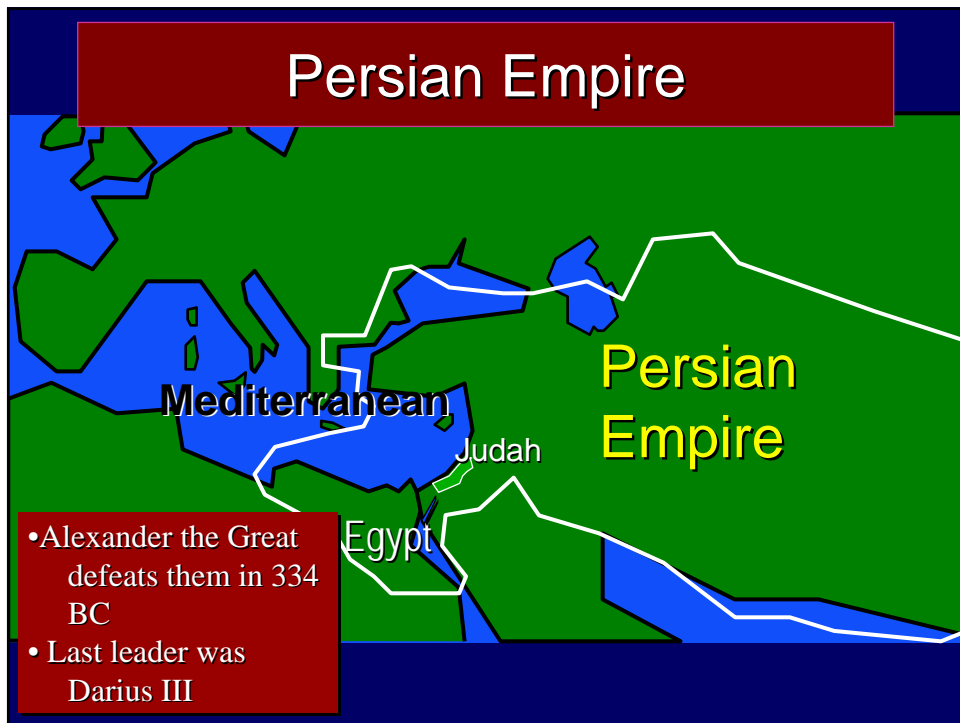 Persian Empire
Persian
Empire
Mediterranean
Judah
Egypt
•Alexander the Great
defeats them in 334
BC
• Last leader was
Darius III